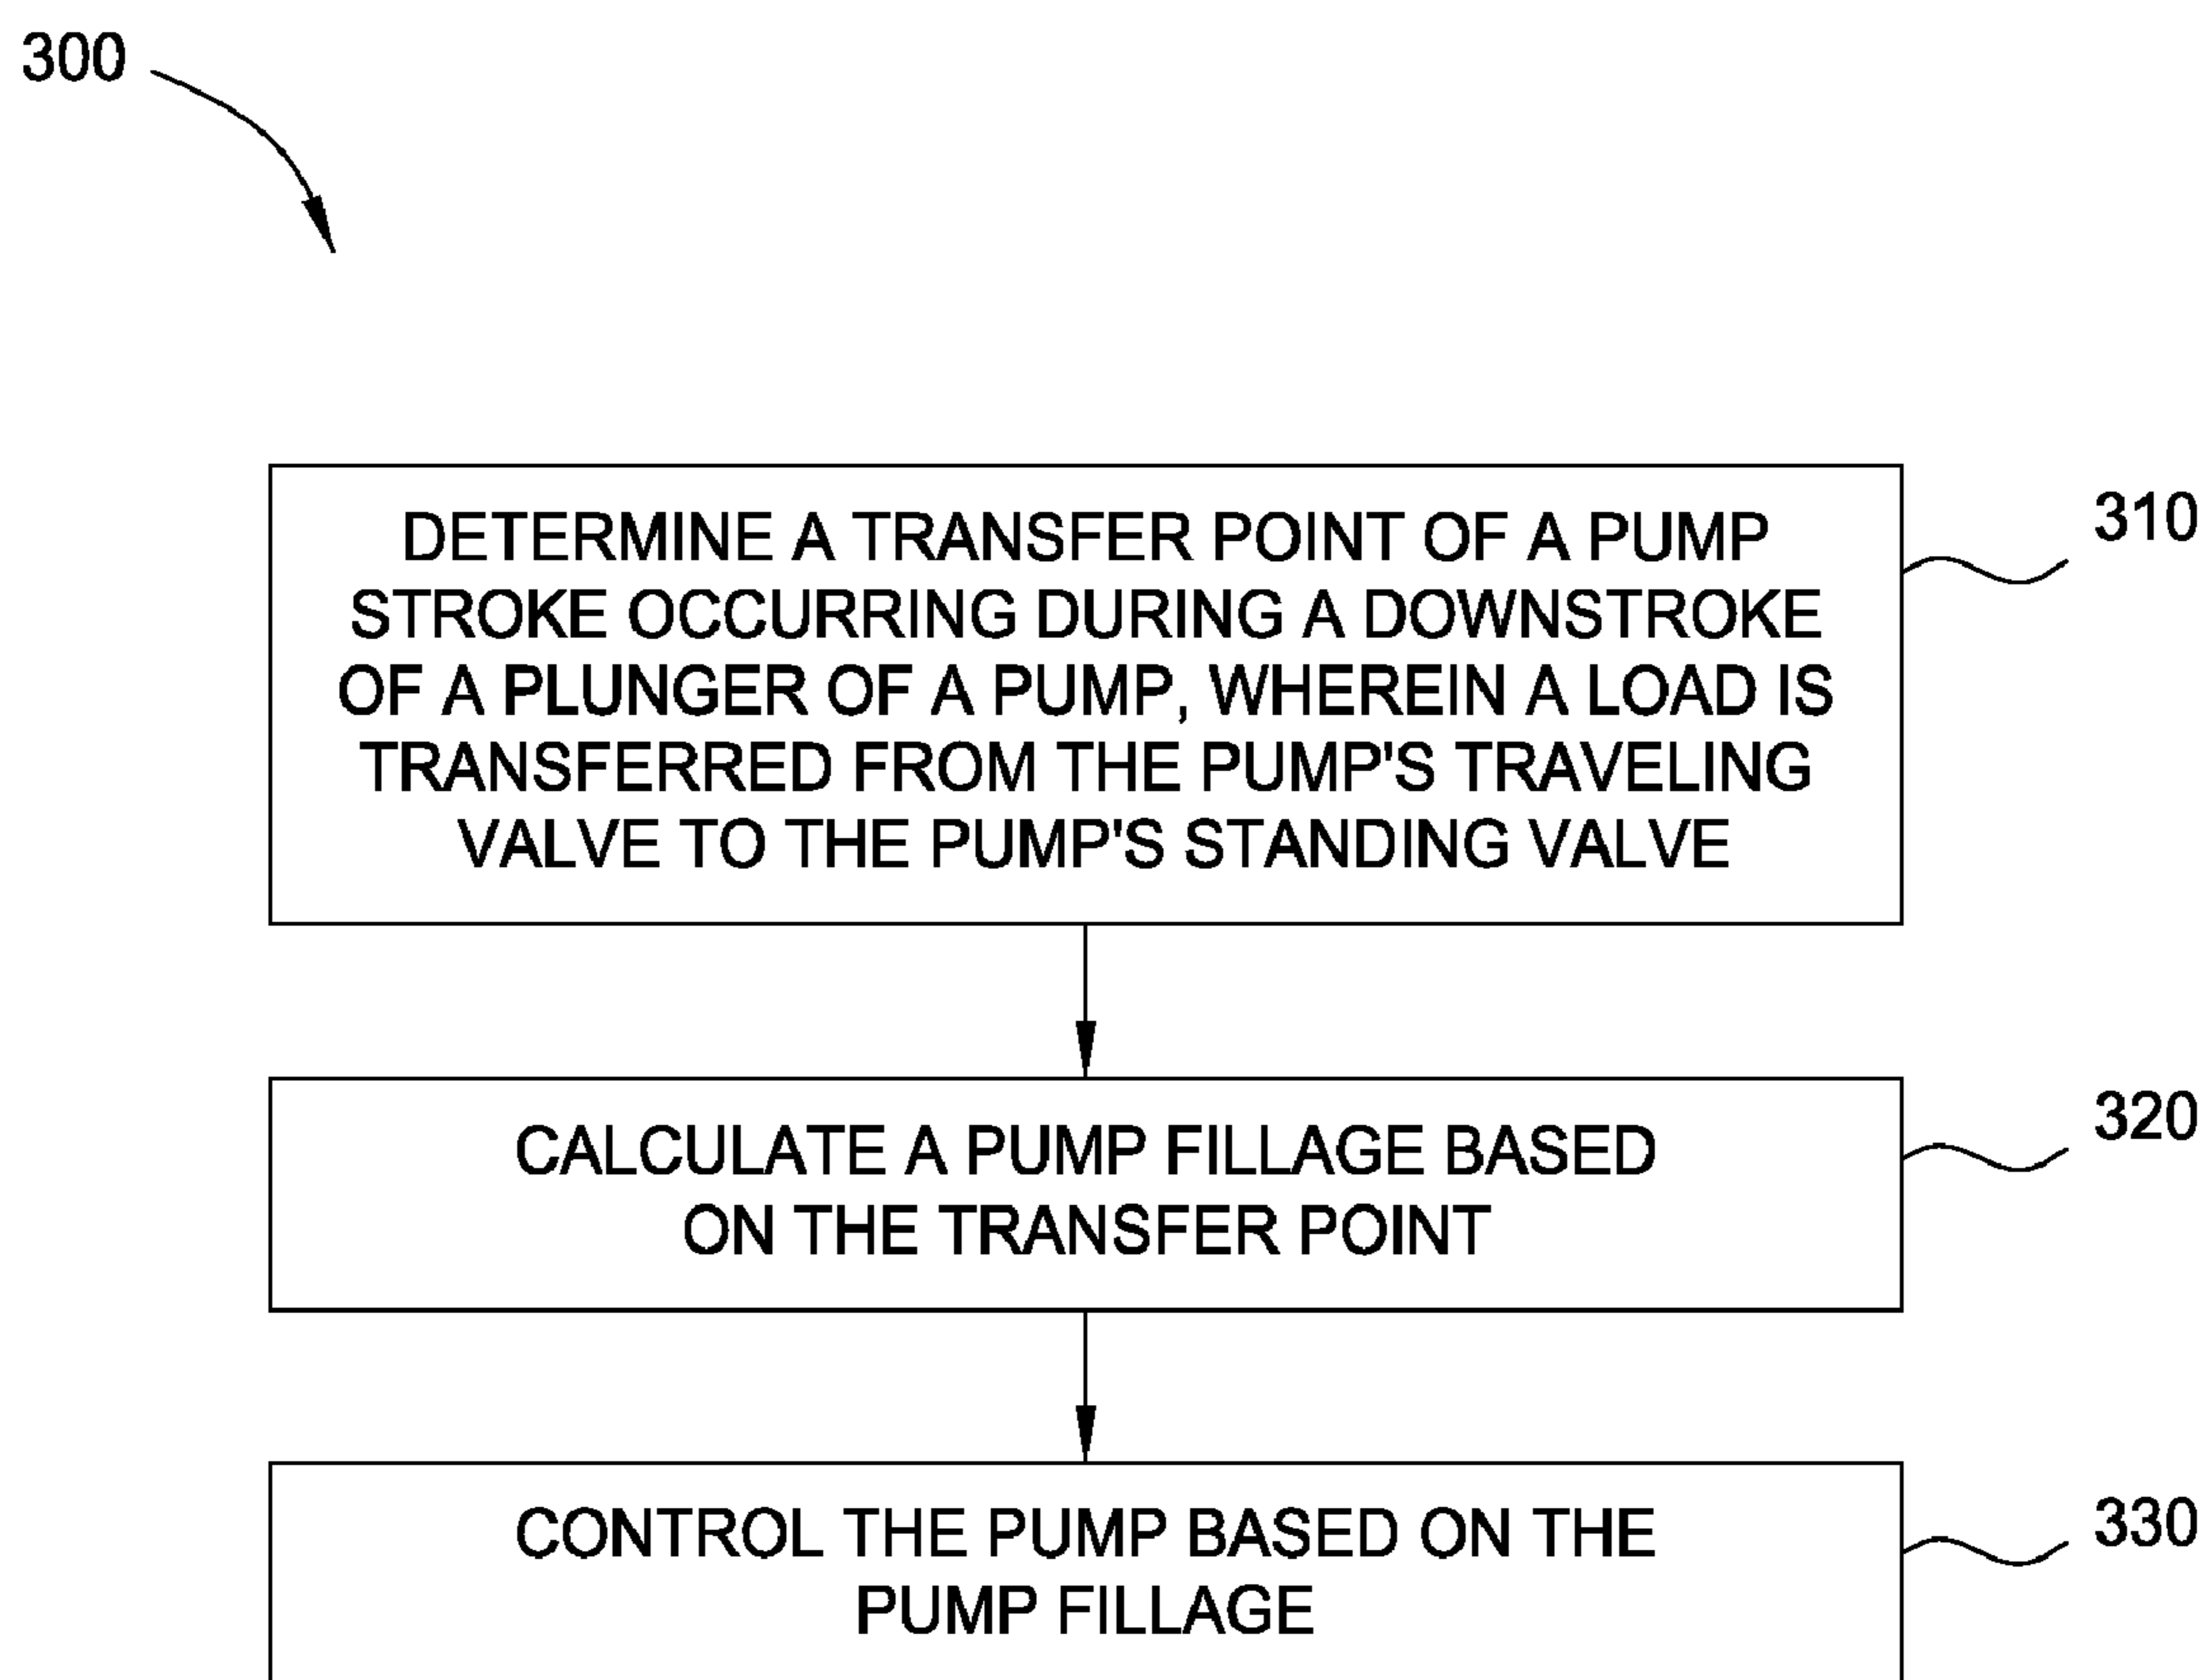 300
DETERMINE A TRANSFER POINT OF A PUMP
STROKE OCCURRING DURING A DOWNSTROKE
OF A PLUNGER OF A PUMP, WHEREIN A LOAD IS
TRANSFERRED FROM THE PUMP'S TRAVELING
VALVE TO THE PUMP'S STANDING VALVE
310
CALCULATE A PUMP FILLAGE BASED
ON THE TRANSFER POINT
320
CONTROL THE PUMP BASED ON THE
PUMP FILLAGE
330